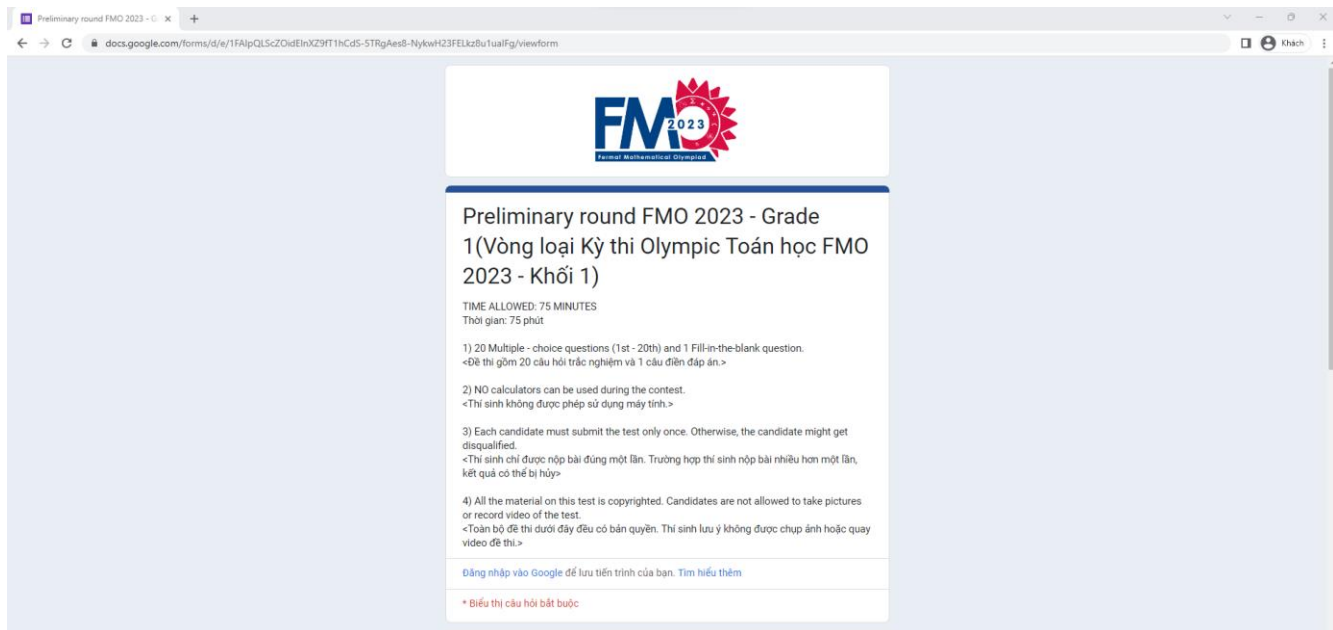 Preliminary round FMO 2023 - G
docs.google.com/forms/d/e/1FAIpQLScZOidEInXZ9fT1hCdS-5TRgAes8-NykwH23FELkz8u1ualFg/viewform
Khách
FMO
2023
Fermat Mathematical Olympiad
Preliminary round FMO 2023 - Grade
1(Vòng loại Kỳ thi Olympic Toán học FMO
2023 - Khối 1)
TIME ALLOWED: 75 MINUTES
Thời gian: 75 phút
1) 20 Multiple - choice questions (1st - 20th) and 1 Fill-in-the-blank question.
<Đề thi gồm 20 câu hỏi trắc nghiệm và 1 câu điền đáp án.>
2) NO calculators can be used during the contest.
<Thí sinh không được phép sử dụng máy tính.>
3) Each candidate must submit the test only once. Otherwise, the candidate might get
disqualified.
<Thí sinh chỉ được nộp bài đúng một lần. Trường hợp thí sinh nộp bài nhiều hơn một lần,
kết quả có thể bị hủy>
4) All the material on this test is copyrighted. Candidates are not allowed to take pictures
or record video of the test.
<Toàn bộ đề thi dưới đây đều có bản quyền. Thí sinh lưu ý không được chụp ảnh hoặc quay
video đề thi.>
Đăng nhập vào Google để lưu tiến trình của bạn. Tìm hiểu thêm
* Biểu thị câu hỏi bắt buộc